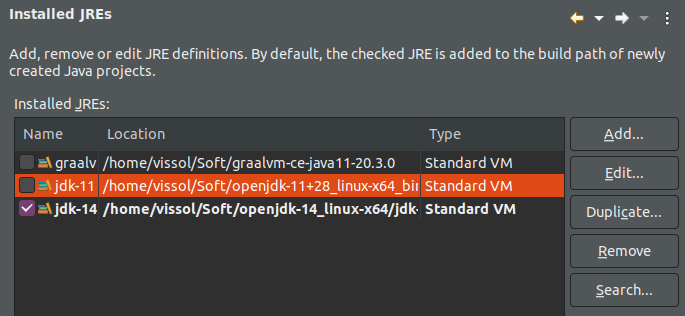 Installed JREs
Add, remove or edit JRE definitions. By default, the checked JRE is added to the build path of newly
created Java projects.
Installed JREs:
Name Location Type
Add...
graalv /home/vissol/Soft/graalvm-ce-java11-20.3.0 Standard VM
Edit...
jdk-11 /home/vissol/Soft/openjdk-11+28_linux-x64_bin Standard VM
jdk-14 /home/vissol/Soft/openjdk-14_linux-x64/jdk- Standard VM
Duplicate...
Remove
Search...